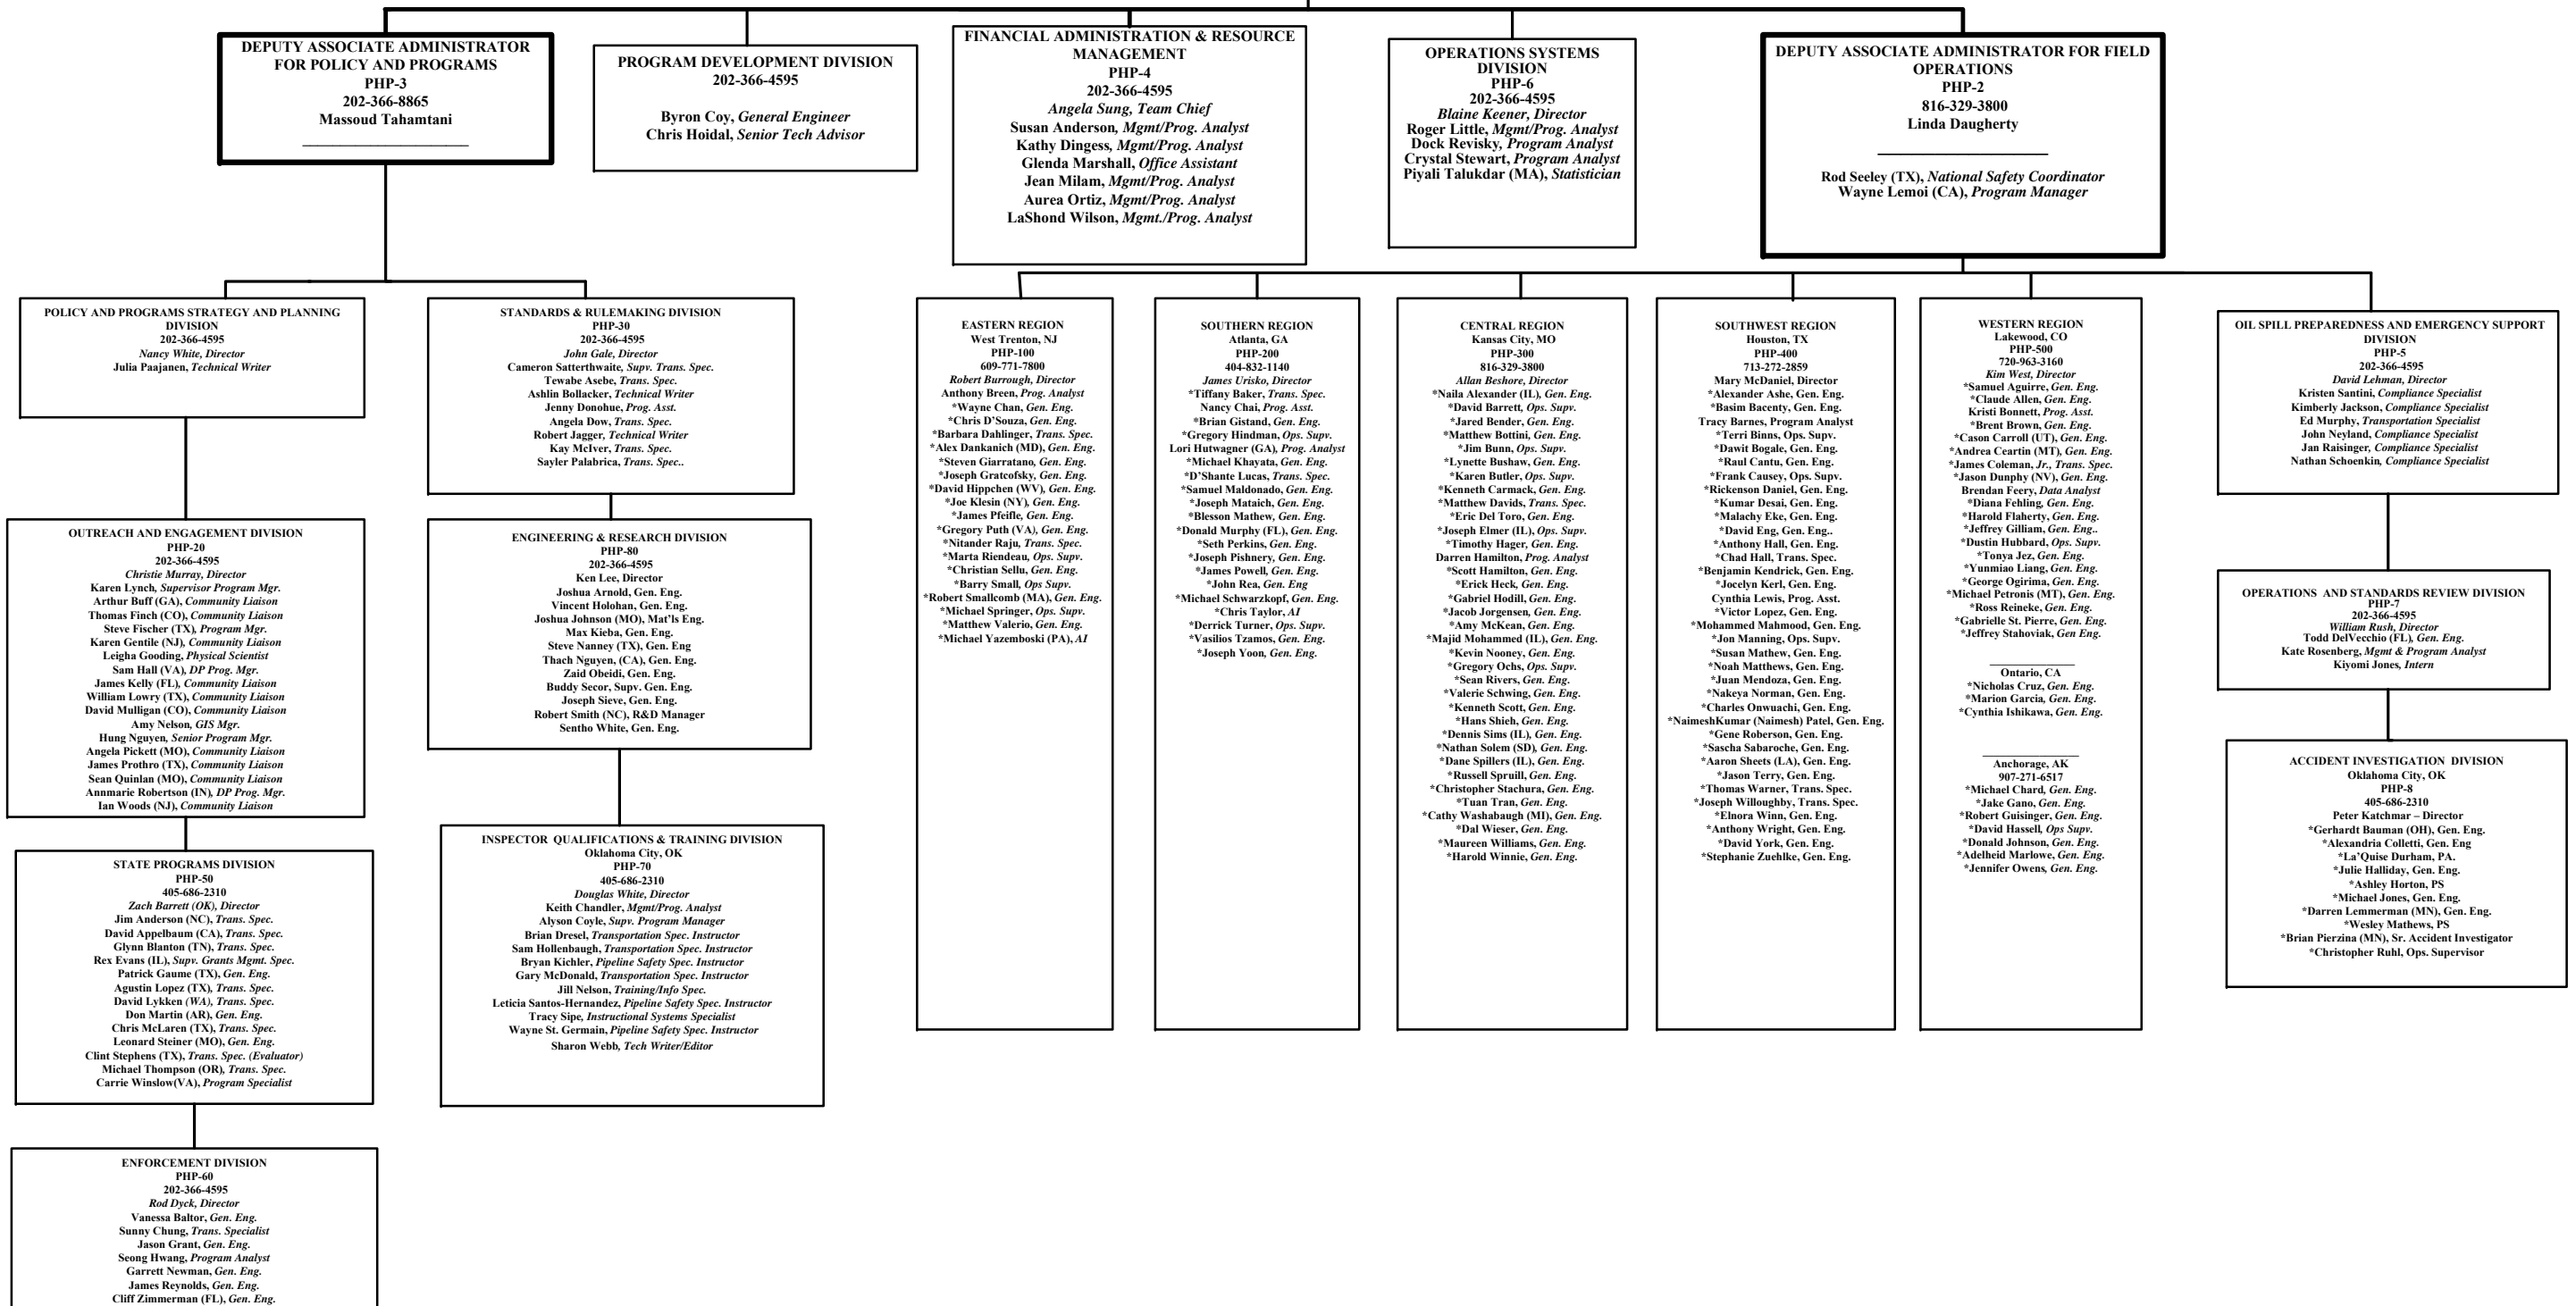 DEPUTY ASSOCIATE ADMINISTRATOR
FOR POLICY AND PROGRAMS
PHP-3
202-366-8865
Massoud Tahamtani
PROGRAM DEVELOPMENT DIVISION
202-366-4595
Byron Coy, General Engineer
Chris Hoidal, Senior Tech Advisor
FINANCIAL ADMINISTRATION & RESOURCE
MANAGEMENT
PHP-4
202-366-4595
Angela Sung, Team Chief
Susan Anderson, Mgmt/Prog. Analyst
Kathy Dingess, Mgmt/Prog. Analyst
Glenda Marshall, Office Assistant
Jean Milam, Mgmt/Prog. Analyst
Aurea Ortiz, Mgmt/Prog. Analyst
LaShond Wilson, Mgmt./Prog. Analyst
OPERATIONS SYSTEMS
DIVISION
PHP-6
202-366-4595
Blaine Keener, Director
Roger Little, Mgmt/Prog. Analyst
Dock Revisky, Program Analyst
Crystal Stewart, Program Analyst
Piyali Talukdar (MA), Statistician
DEPUTY ASSOCIATE ADMINISTRATOR FOR FIELD
OPERATIONS
PHP-2
816-329-3800
Linda Daugherty
Rod Seeley (TX), National Safety Coordinator
Wayne Lemoi (CA), Program Manager
POLICY AND PROGRAMS STRATEGY AND PLANNING
DIVISION
202-366-4595
Nancy White, Director
Julia Paajanen, Technical Writer
OUTREACH AND ENGAGEMENT DIVISION
PHP-20
202-366-4595
Christie Murray, Director
Karen Lynch, Supervisor Program Mgr.
Arthur Buff (GA), Community Liaison
Thomas Finch (CO), Community Liaison
Steve Fischer (TX), Program Mgr.
Karen Gentile (NJ), Community Liaison
Leigha Gooding, Physical Scientist
Sam Hall (VA), DP Prog. Mgr.
James Kelly (FL), Community Liaison
William Lowry (TX), Community Liaison
David Mulligan (CO), Community Liaison
Amy Nelson, GIS Mgr.
Hung Nguyen, Senior Program Mgr.
Angela Pickett (MO), Community Liaison
James Prothro (TX), Community Liaison
Sean Quinlan (MO), Community Liaison
Annmarie Robertson (IN), DP Prog. Mgr.
Ian Woods (NJ), Community Liaison
STATE PROGRAMS DIVISION
PHP-50
405-686-2310
Zach Barrett (OK), Director
Jim Anderson (NC), Trans. Spec.
David Appelbaum (CA), Trans. Spec.
Glynn Blanton (TN), Trans. Spec.
Rex Evans (IL), Supv. Grants Mgmt. Spec.
Patrick Gaume (TX), Gen. Eng.
Agustin Lopez (TX), Trans. Spec.
David Lykken (WA), Trans. Spec.
Don Martin (AR), Gen. Eng.
Chris McLaren (TX), Trans. Spec.
Leonard Steiner (MO), Gen. Eng.
Clint Stephens (TX), Trans. Spec. (Evaluator)
Michael Thompson (OR), Trans. Spec.
Carrie Winslow(VA), Program Specialist
ENFORCEMENT DIVISION
PHP-60
202-366-4595
Rod Dyck, Director
Vanessa Baltor, Gen. Eng.
Sunny Chung, Trans. Specialist
Jason Grant, Gen. Eng.
Seong Hwang, Program Analyst
Garrett Newman, Gen. Eng.
James Reynolds, Gen. Eng.
Cliff Zimmerman (FL), Gen. Eng.
STANDARDS & RULEMAKING DIVISION
PHP-30
202-366-4595
John Gale, Director
Cameron Satterthwaite, Supv. Trans. Spec.
Tewabe Asebe, Trans. Spec.
Ashlin Bollacker, Technical Writer
Jenny Donohue, Prog. Asst.
Angela Dow, Trans. Spec.
Robert Jagger, Technical Writer
Kay McIver, Trans. Spec.
Sayler Palabrica, Trans. Spec..
ENGINEERING & RESEARCH DIVISION
PHP-80
202-366-4595
Ken Lee, Director
Joshua Arnold, Gen. Eng.
Vincent Holohan, Gen. Eng.
Joshua Johnson (MO), Mat'ls Eng.
Max Kieba, Gen. Eng.
Steve Nanney (TX), Gen. Eng
Thach Nguyen, (CA), Gen. Eng.
Zaid Obeidi, Gen. Eng.
Buddy Secor, Supv. Gen. Eng.
Joseph Sieve, Gen. Eng.
Robert Smith (NC), R&D Manager
Sentho White, Gen. Eng.
INSPECTOR QUALIFICATIONS & TRAINING DIVISION
Oklahoma City, OK
PHP-70
405-686-2310
Douglas White, Director
Keith Chandler, Mgmt/Prog. Analyst
Alyson Coyle, Supv. Program Manager
Brian Dresel, Transportation Spec. Instructor
Sam Hollenbaugh, Transportation Spec. Instructor
Bryan Kichler, Pipeline Safety Spec. Instructor
Gary McDonald, Transportation Spec. Instructor
Jill Nelson, Training/Info Spec.
Leticia Santos-Hernandez, Pipeline Safety Spec. Instructor
Tracy Sipe, Instructional Systems Specialist
Wayne St. Germain, Pipeline Safety Spec. Instructor
Sharon Webb, Tech Writer/Editor
EASTERN REGION
West Trenton, NJ
PHP-100
609-771-7800
Robert Burrough, Director
Anthony Breen, Prog. Analyst
*Wayne Chan, Gen. Eng.
*Chris D'Souza, Gen. Eng.
*Barbara Dahlinger, Trans. Spec.
*Alex Dankanich (MD), Gen. Eng.
*Steven Giarratano, Gen. Eng.
*Joseph Gratcofsky, Gen. Eng.
*David Hippchen (WV), Gen. Eng.
*Joe Klesin (NY), Gen. Eng.
*James Pfeifle, Gen. Eng.
*Gregory Puth (VA), Gen. Eng.
*Nitander Raju, Trans. Spec.
*Marta Riendeau, Ops. Supv.
*Christian Sellu, Gen. Eng.
*Barry Small, Ops Supv.
*Robert Smallcomb (MA), Gen. Eng.
*Michael Springer, Ops. Supv.
*Matthew Valerio, Gen. Eng.
*Michael Yazemboski (PA), AI
SOUTHERN REGION
Atlanta, GA
PHP-200
404-832-1140
James Urisko, Director
*Tiffany Baker, Trans. Spec.
Nancy Chai, Prog. Asst.
*Brian Gistand, Gen. Eng.
*Gregory Hindman, Ops. Supv.
Lori Hutwagner (GA), Prog. Analyst
*Michael Khayata, Gen. Eng.
*D'Shante Lucas, Trans. Spec.
*Samuel Maldonado, Gen. Eng.
*Joseph Mataich, Gen. Eng.
*Blesson Mathew, Gen. Eng.
*Donald Murphy (FL), Gen. Eng.
*Seth Perkins, Gen. Eng.
*Joseph Pishnery, Gen. Eng.
*James Powell, Gen. Eng.
*John Rea, Gen. Eng
*Michael Schwarzkopf, Gen. Eng.
*Chris Taylor, AI
*Derrick Turner, Ops. Supv.
*Vasilios Tzamos, Gen. Eng.
*Joseph Yoon, Gen. Eng.
CENTRAL REGION
Kansas City, MO
PHP-300
816-329-3800
Allan Beshore, Director
*Naila Alexander (IL), Gen. Eng.
*David Barrett, Ops. Supv.
*Jared Bender, Gen. Eng.
*Matthew Bottini, Gen. Eng.
*Jim Bunn, Ops. Supv.
*Lynette Bushaw, Gen. Eng.
*Karen Butler, Ops. Supv.
*Kenneth Carmack, Gen. Eng.
*Matthew Davids, Trans. Spec.
*Eric Del Toro, Gen. Eng.
*Joseph Elmer (IL), Ops. Supv.
*Timothy Hager, Gen. Eng.
Darren Hamilton, Prog. Analyst
*Scott Hamilton, Gen. Eng.
*Erick Heck, Gen. Eng
*Gabriel Hodill, Gen. Eng.
*Jacob Jorgensen, Gen. Eng.
*Amy McKean, Gen. Eng.
*Majid Mohammed (IL), Gen. Eng.
*Kevin Nooney, Gen. Eng.
*Gregory Ochs, Ops. Supv.
*Sean Rivers, Gen. Eng.
*Valerie Schwing, Gen. Eng.
*Kenneth Scott, Gen. Eng.
*Hans Shieh, Gen. Eng.
*Dennis Sims (IL), Gen. Eng.
*Nathan Solem (SD), Gen. Eng.
*Dane Spillers (IL), Gen. Eng.
*Russell Spruill, Gen. Eng.
*Christopher Stachura, Gen. Eng.
*Tuan Tran, Gen. Eng.
*Cathy Washabaugh (MI), Gen. Eng.
*Dal Wieser, Gen. Eng.
*Maureen Williams, Gen. Eng.
*Harold Winnie, Gen. Eng.
SOUTHWEST REGION
Houston, TX
PHP-400
713-272-2859
Mary McDaniel, Director
*Alexander Ashe, Gen. Eng.
*Basim Bacenty, Gen. Eng.
Tracy Barnes, Program Analyst
*Terri Binns, Ops. Supv.
*Dawit Bogale, Gen. Eng.
*Raul Cantu, Gen. Eng.
*Frank Causey, Ops. Supv.
*Rickenson Daniel, Gen. Eng.
*Kumar Desai, Gen. Eng.
*Malachy Eke, Gen. Eng.
*David Eng, Gen. Eng..
*Anthony Hall, Gen. Eng.
*Chad Hall, Trans. Spec.
*Benjamin Kendrick, Gen. Eng.
*Jocelyn Kerl, Gen. Eng.
Cynthia Lewis, Prog. Asst.
*Victor Lopez, Gen. Eng.
*Mohammed Mahmood, Gen. Eng.
*Jon Manning, Ops. Supv.
*Susan Mathew, Gen. Eng.
*Noah Matthews, Gen. Eng.
*Juan Mendoza, Gen. Eng.
*Nakeya Norman, Gen. Eng.
*Charles Onwuachi, Gen. Eng.
*NaimeshKumar (Naimesh) Patel, Gen. Eng.
*Gene Roberson, Gen. Eng.
*Sascha Sabaroche, Gen. Eng.
*Aaron Sheets (LA), Gen. Eng.
*Jason Terry, Gen. Eng.
*Thomas Warner, Trans. Spec.
*Joseph Willoughby, Trans. Spec.
*Elnora Winn, Gen. Eng.
*Anthony Wright, Gen. Eng.
*David York, Gen. Eng.
*Stephanie Zuehlke, Gen. Eng.
WESTERN REGION
Lakewood, CO
PHP-500
720-963-3160
Kim West, Director
*Samuel Aguirre, Gen. Eng.
*Claude Allen, Gen. Eng.
Kristi Bonnett, Prog. Asst.
*Brent Brown, Gen. Eng.
*Cason Carroll (UT), Gen. Eng.
*Andrea Ceartin (MT), Gen. Eng.
*James Coleman, Jr., Trans. Spec.
*Jason Dunphy (NV), Gen. Eng.
Brendan Feery, Data Analyst
*Diana Fehling, Gen. Eng.
*Harold Flaherty, Gen. Eng.
*Jeffrey Gilliam, Gen. Eng..
*Dustin Hubbard, Ops. Supv.
*Tonya Jez, Gen. Eng.
*Yunmiao Liang, Gen. Eng.
*George Ogirima, Gen. Eng.
*Michael Petronis (MT), Gen. Eng.
*Ross Reineke, Gen. Eng.
*Gabrielle St. Pierre, Gen. Eng.
*Jeffrey Stahoviak, Gen Eng.
Ontario, CA
*Nicholas Cruz, Gen. Eng.
*Marion Garcia, Gen. Eng.
*Cynthia Ishikawa, Gen. Eng.
Anchorage, AK
907-271-6517
*Michael Chard, Gen. Eng.
*Jake Gano, Gen. Eng.
*Robert Guisinger, Gen. Eng.
*David Hassell, Ops Supv.
*Donald Johnson, Gen. Eng.
*Adelheid Marlowe, Gen. Eng.
*Jennifer Owens, Gen. Eng.
OIL SPILL PREPAREDNESS AND EMERGENCY SUPPORT
DIVISION
PHP-5
202-366-4595
David Lehman, Director
Kristen Santini, Compliance Specialist
Kimberly Jackson, Compliance Specialist
Ed Murphy, Transportation Specialist
John Neyland, Compliance Specialist
Jan Raisinger, Compliance Specialist
Nathan Schoenkin, Compliance Specialist
OPERATIONS AND STANDARDS REVIEW DIVISION
PHP-7
202-366-4595
William Rush, Director
Todd DelVecchio (FL), Gen. Eng.
Kate Rosenberg, Mgmt & Program Analyst
Kiyomi Jones, Intern
ACCIDENT INVESTIGATION DIVISION
Oklahoma City, OK
PHP-8
405-686-2310
Peter Katchmar – Director
*Gerhardt Bauman (OH), Gen. Eng.
*Alexandria Colletti, Gen. Eng
*La'Quise Durham, PA.
*Julie Halliday, Gen. Eng.
*Ashley Horton, PS
*Michael Jones, Gen. Eng.
*Darren Lemmerman (MN), Gen. Eng.
*Wesley Mathews, PS
*Brian Pierzina (MN), Sr. Accident Investigator
*Christopher Ruhl, Ops. Supervisor